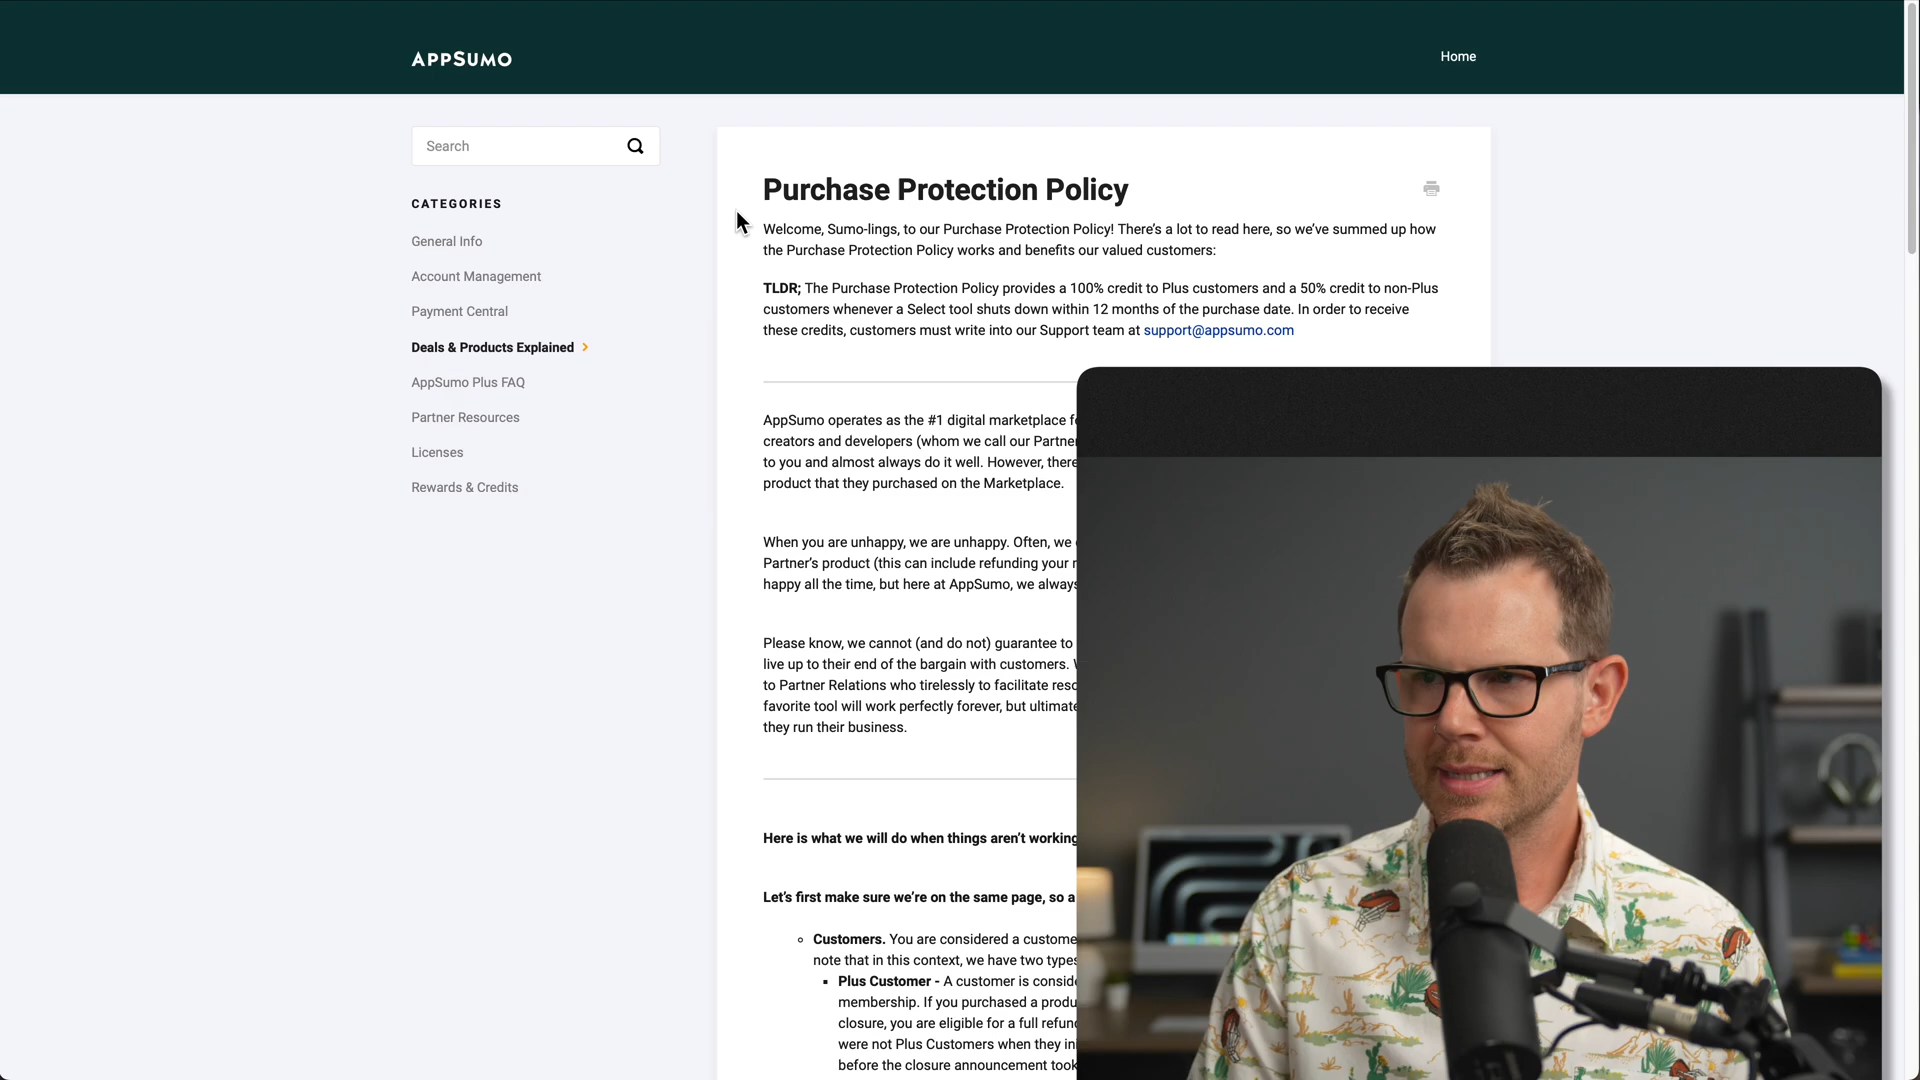 APPSUMO
Home
Search
CATEGORIES
General Info
Account Management
Payment Central
Deals & Products Explained
AppSumo Plus FAQ
Partner Resources
Licenses
Rewards & Credits
Purchase Protection Policy
Welcome, Sumo-lings, to our Purchase Protection Policy! There's a lot to read here, so we've summed up how
the Purchase Protection Policy works and benefits our valued customers:
TLDR; The Purchase Protection Policy provides a 100% credit to Plus customers and a 50% credit to non-Plus
customers whenever a Select tool shuts down within 12 months of the purchase date. In order to receive
these credits, customers must write into our Support team at support@appsumo.com
AppSumo operates as the #1 digital marketplace
creators and developers (whom we call our
to you and almost always do it well. However,
product that they purchased on the Marketplace.
When you are unhappy, we are unhappy. Often, we
Partner's product (this can include refunding your
happy all the time, but here at AppSumo, we
Please know, we cannot (and do not) guarantee to
live up to their end of the bargain with customers.
to Partner Relations who tirelessly to facilitate
favorite tool will work perfectly forever, but
they run their business.
Here is what we will do when things aren't working
Let's first make sure we're on the same page, so a
Customers. You are considered a
note that in this context, we have two types
Plus Customer - A customer is
membership. If you purchased a
closure, you are eligible for a full
were not Plus Customers when they
before the closure announcement took